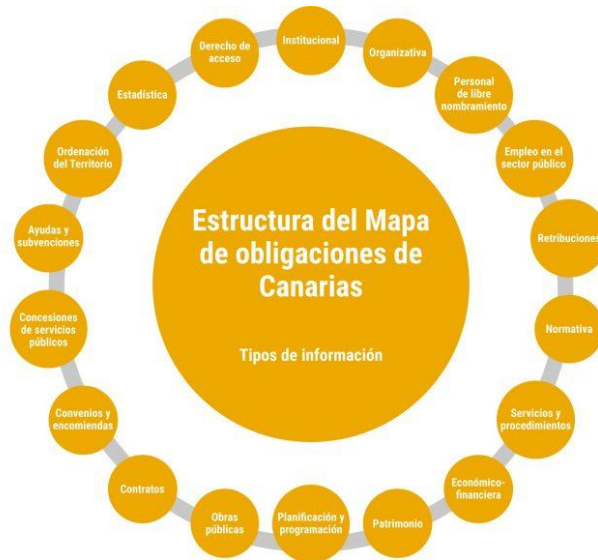 Estructura del Mapa
de obligaciones de
Canarias
Tipos de información
Institucional
Organizativa
Personal
de libre
nombramiento
Empleo en el
sector público
Retribuciones
Normativa
Servicios y
procedimientos
Económico-
financiera
Patrimonio
Planificación y
programación
Obras
públicas
Contratos
Convenios y
encomiendas
Concesiones
de servicios
públicos
Ayudas y
subvenciones
Ordenación
del Territorio
Estadística
Derecho de
acceso